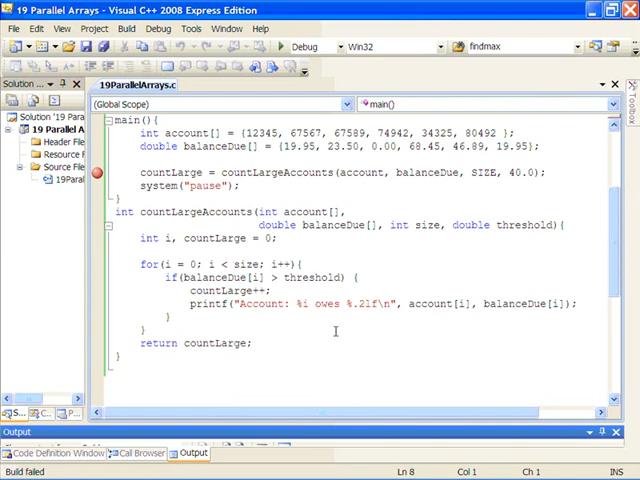 19 Parallel Arrays - Visual C++ 2008 Express Edition
File Edit View Project Build Debug Tools Window Help
Debug Win32 findmax
Solution ... 19ParallelArrays.c
(Global Scope) main()
Toolbox
Solution '19 Para
19 Parallel A
Header File
Resource F
Source File
19Paral
main(){
int account[] = {12345, 67567, 67589, 74942, 34325, 80492 };
double balanceDue[] = {19.95, 23.50, 0.00, 68.45, 46.89, 19.95};
countLarge = countLargeAccounts(account, balanceDue, SIZE, 40.0);
system("pause");
}
int countLargeAccounts(int account[],
double balanceDue[], int size, double threshold){
int i, countLarge = 0;
for(i = 0; i < size; i++){
if(balanceDue[i] > threshold) {
countLarge++;
printf("Account: %i owes %.2lf\n", account[i], balanceDue[i]);
}
}
return countLarge;
}
S... C... P...
Output
Code Definition Window Call Browser Output
Build failed Ln 8 Col 1 Ch 1 INS